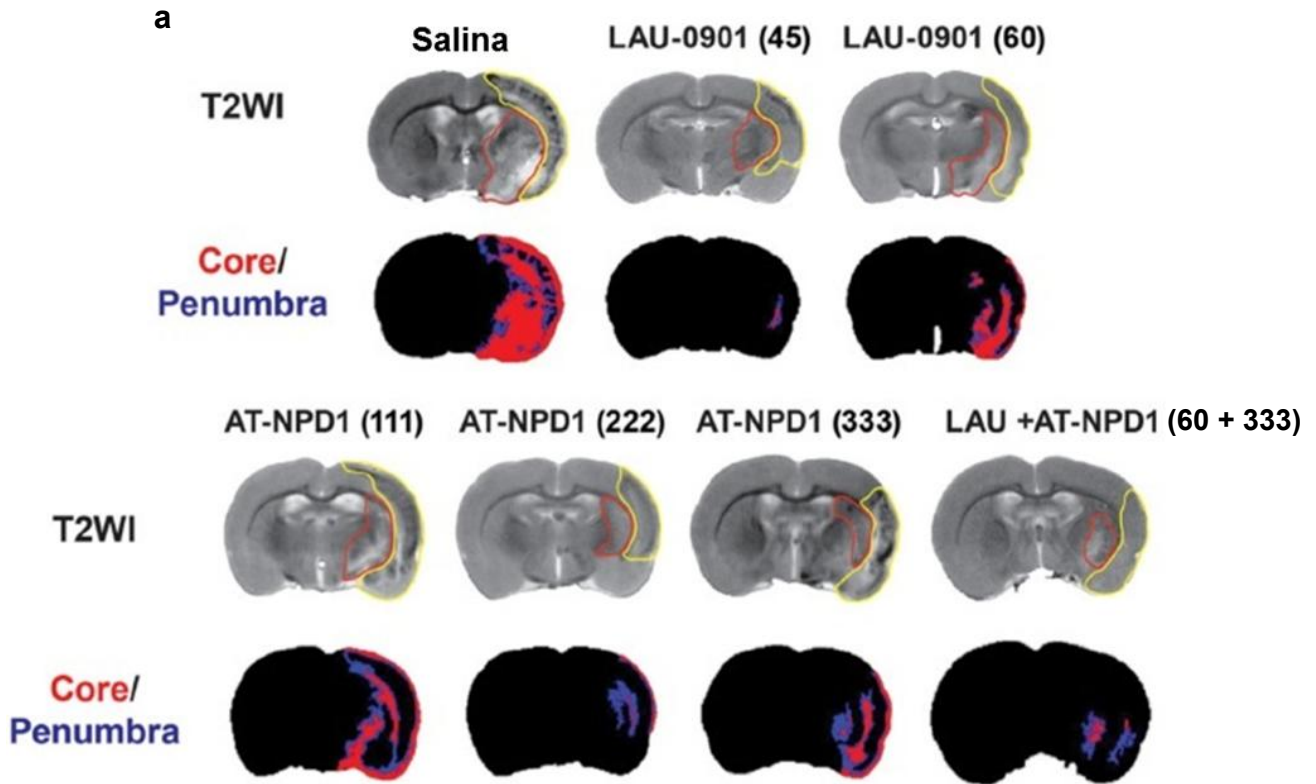 a
Salina LAU-0901 (45) LAU-0901 (60)
T2WI
Core/
Penumbra
AT-NPD1 (111) AT-NPD1 (222) AT-NPD1 (333) LAU +AT-NPD1 (60 + 333)
T2WI
Core/
Penumbra